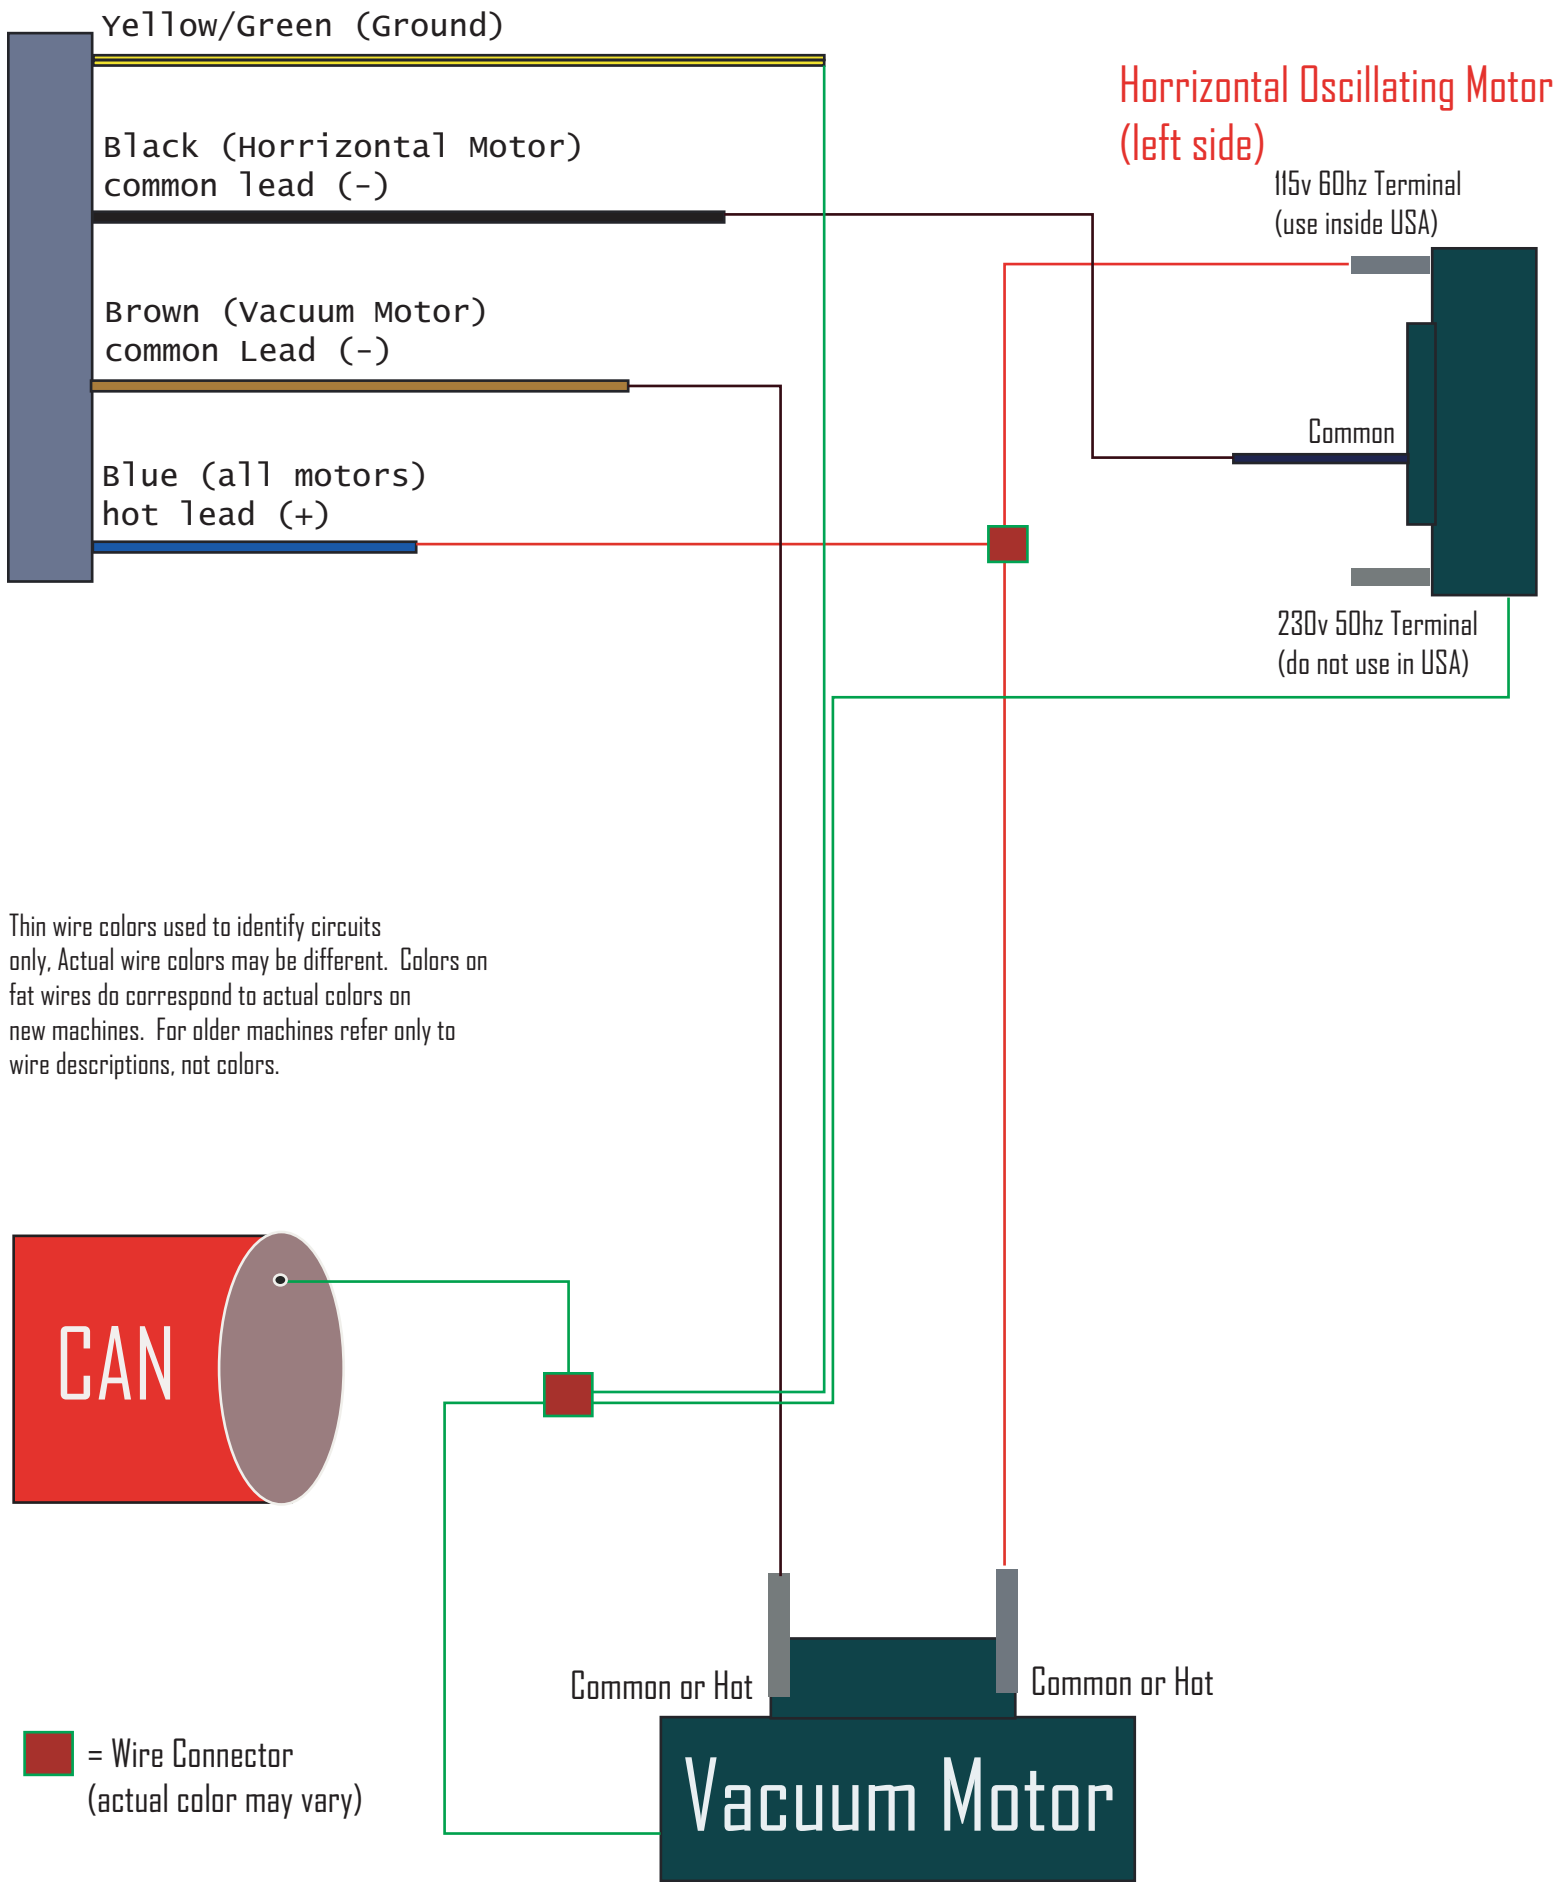 Yellow/Green (Ground)
Black (Horrizontal Motor)
common lead (-)
Brown (Vacuum Motor)
common Lead (-)
Blue (all motors)
hot lead (+)
Horrizontal Oscillating Motor
(left side)
115v 60hz Terminal
(use inside USA)
Common
230v 50hz Terminal
(do not use in USA)
Thin wire colors used to identify circuits
only, Actual wire colors may be different.  Colors on
fat wires do correspond to actual colors on
new machines.  For older machines refer only to
wire descriptions, not colors.
CAN
Common or Hot
Common or Hot
Vacuum Motor
= Wire Connector
(actual color may vary)